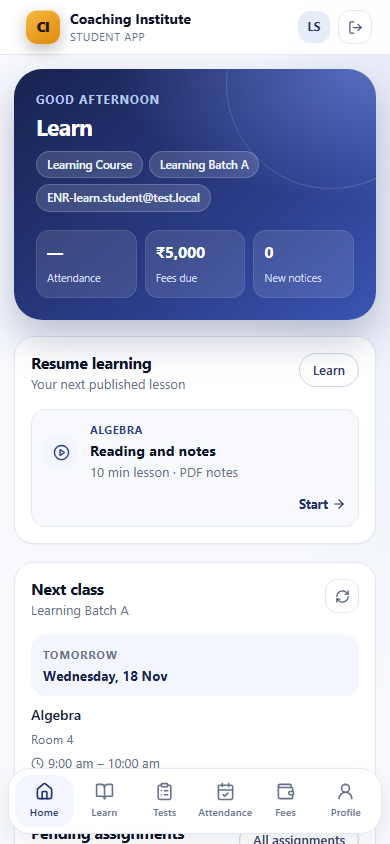 CI
Coaching Institute
STUDENT APP
LS
GOOD AFTERNOON
Learn
Learning Course
Learning Batch A
ENR-learn.student@test.local
— ₹5,000 0
Attendance Fees due New notices
Resume learning
Your next published lesson
Learn
ALGEBRA
Reading and notes
10 min lesson · PDF notes
Start →
Next class
Learning Batch A
TOMORROW
Wednesday, 18 Nov
Algebra
Room 4
9:00 am – 10:00 am
Home Learn Tests Attendance Fees Profile
Pending assignments
All assignments